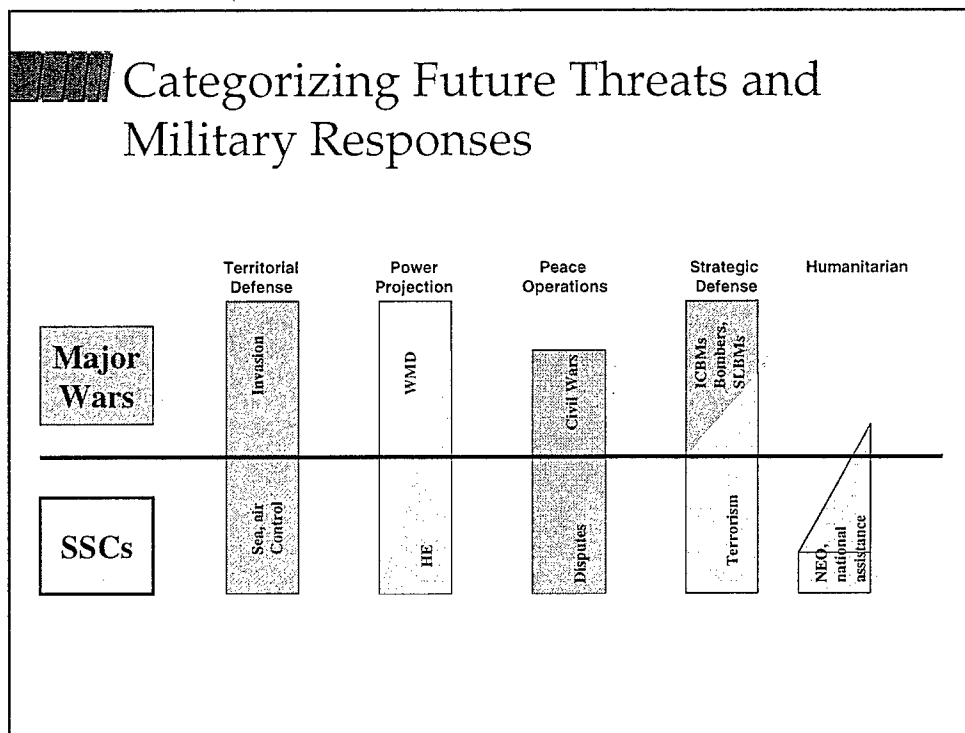 Categorizing Future Threats and
Military Responses
Territorial
Defense
Power
Projection
Peace
Operations
Strategic
Defense
Humanitarian
Major
Wars
Invasion
WMD
Civil Wars
ICBMs
Bombers,
SLBMs
SSCs
Sea, air
Control
HE
Disputes
Terrorism
NEO,
national
assistance